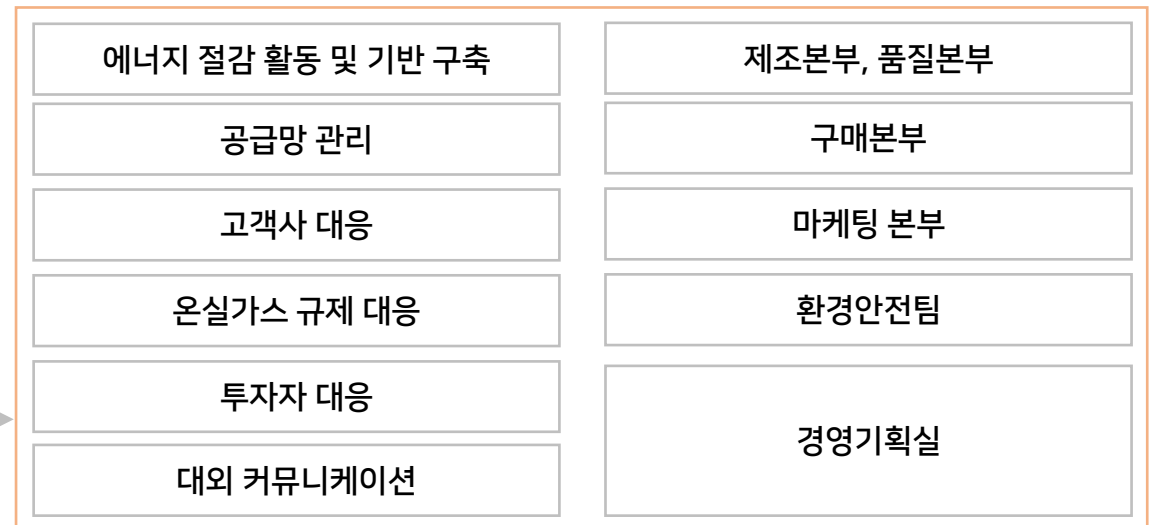 에너지 절감 활동 및 기반 구축
제조본부, 품질본부
공급망 관리
구매본부
고객사 대응
마케팅 본부
온실가스 규제 대응
환경안전팀
투자자 대응
경영기획실
대외 커뮤니케이션